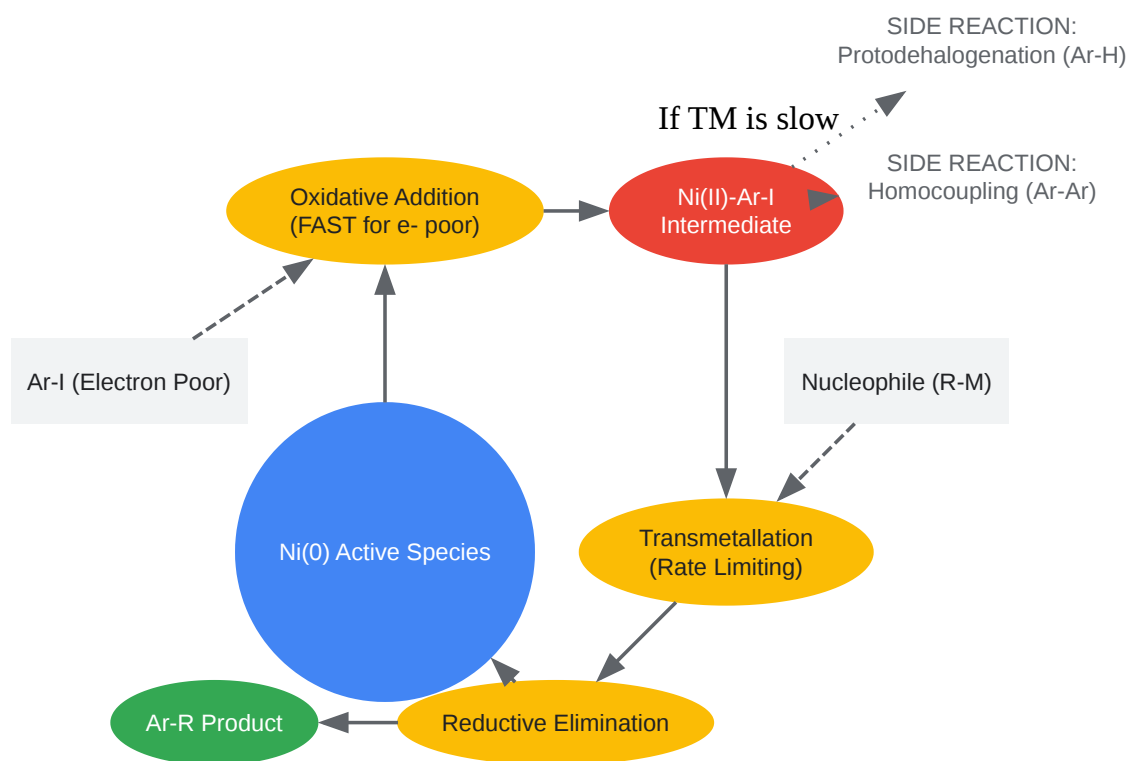 SIDE REACTION:
Protodehalogenation (Ar-H)
If TM is slow
SIDE REACTION:
Homocoupling (Ar-Ar)
Oxidative Addition
(FAST for e- poor)
Ni(II)-Ar-I
Intermediate
Ar-I (Electron Poor)
Nucleophile (R-M)
Ni(0) Active Species
Transmetallation
(Rate Limiting)
Ar-R Product
Reductive Elimination